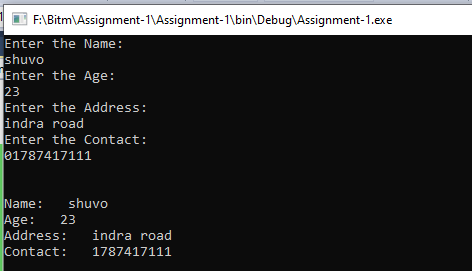 F:\Bitm\Assignment-1\Assignment-1\bin\Debug\Assignment-1.exe
Enter the Name:
shuvo
Enter the Age:
23
Enter the Address:
indra road
Enter the Contact:
01787417111
Name:   shuvo
Age:   23
Address:   indra road
Contact:   1787417111